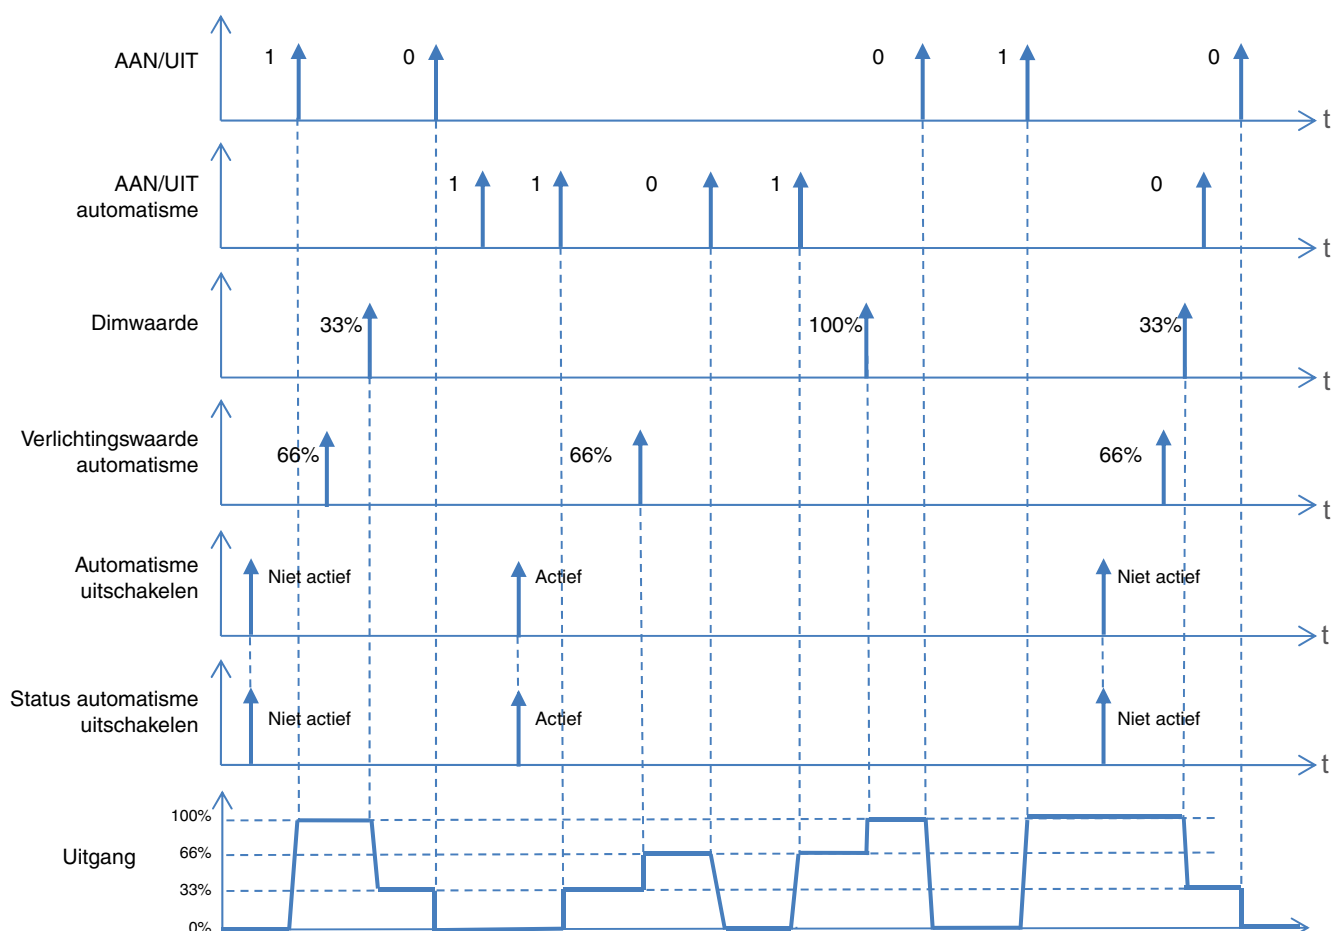 AAN/UIT
1
0
0
1
0
t
AAN/UIT
automatisme
1
1
0
1
0
t
Dimwaarde
33%
100%
33%
t
Verlichtingswaarde
automatisme
66%
66%
66%
t
Automatisme
uitschakelen
Niet actief
Actief
Niet actief
t
Status automatisme
uitschakelen
Niet actief
Actief
Niet actief
t
Uitgang
100%
66%
33%
0%